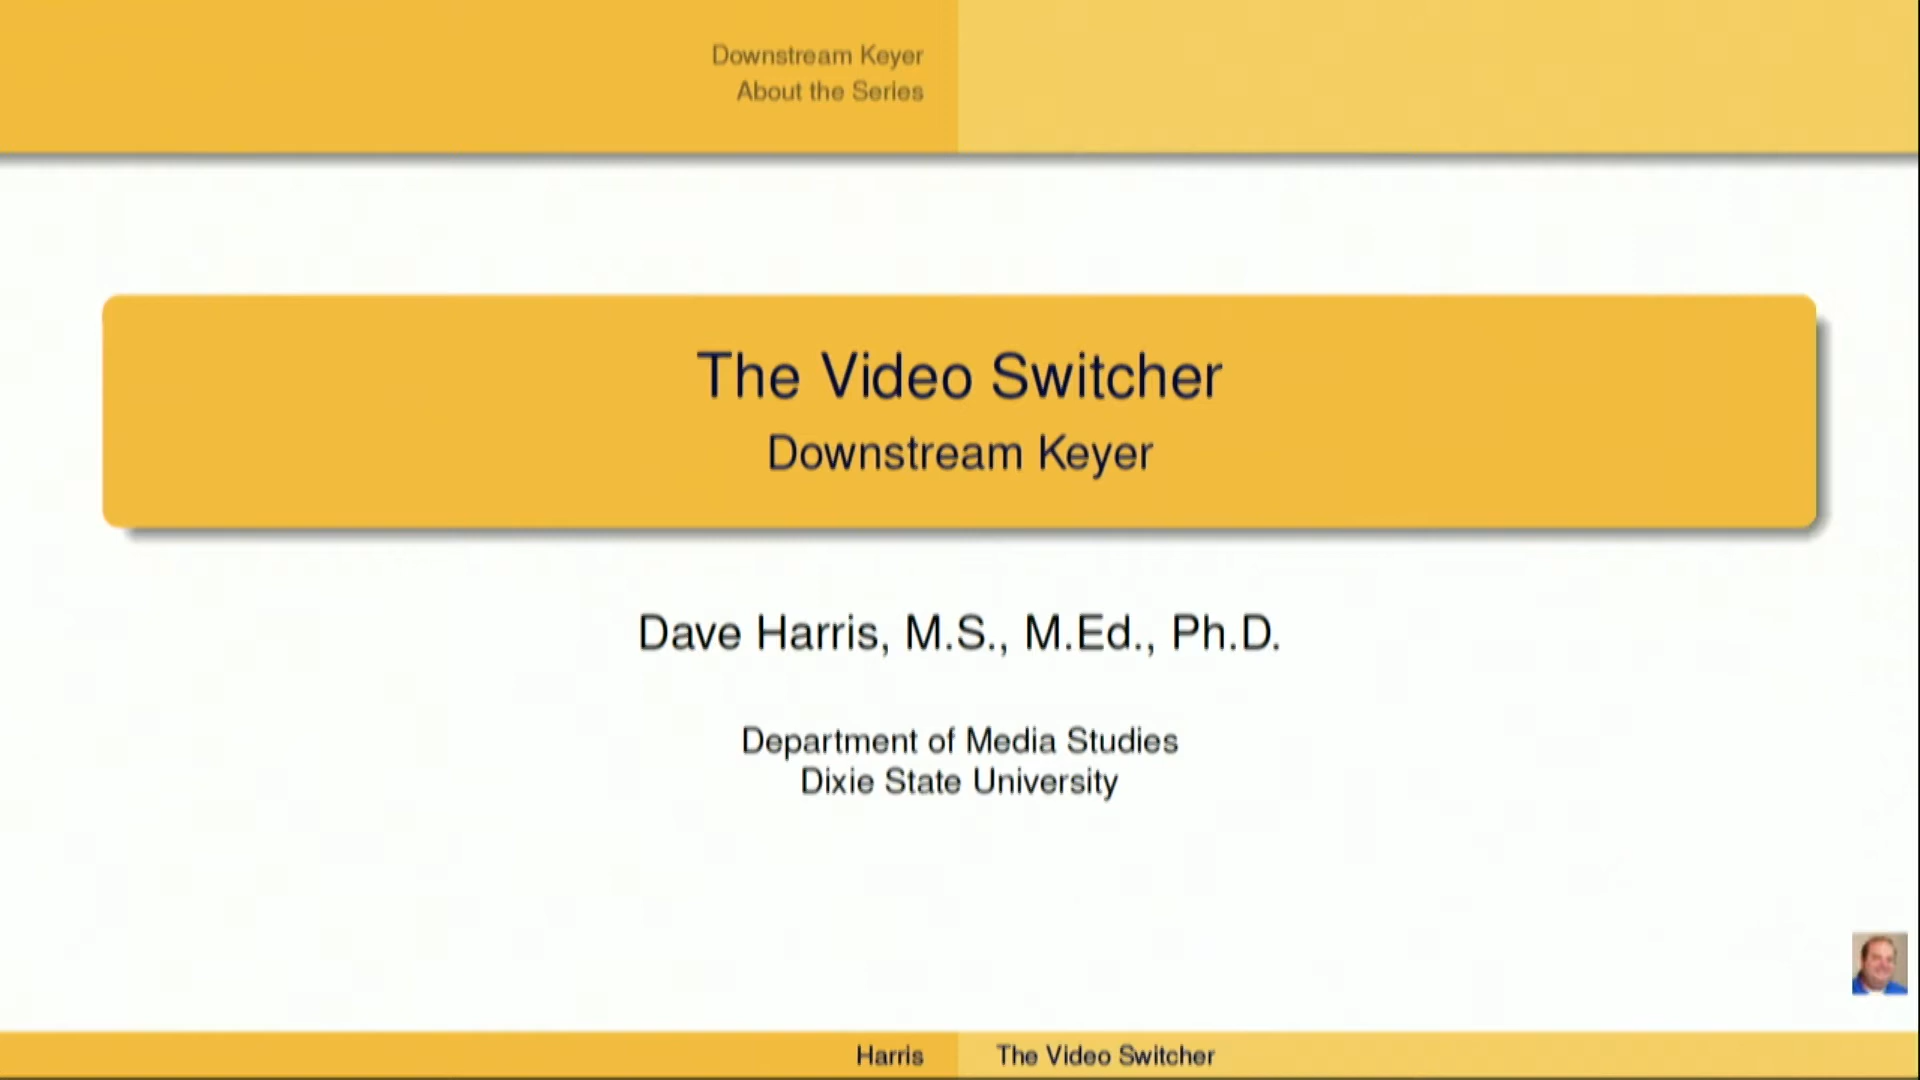 Downstream Keyer
About the Series
The Video Switcher
Downstream Keyer
Dave Harris, M.S., M.Ed., Ph.D.
Department of Media Studies
Dixie State University
Harris
The Video Switcher